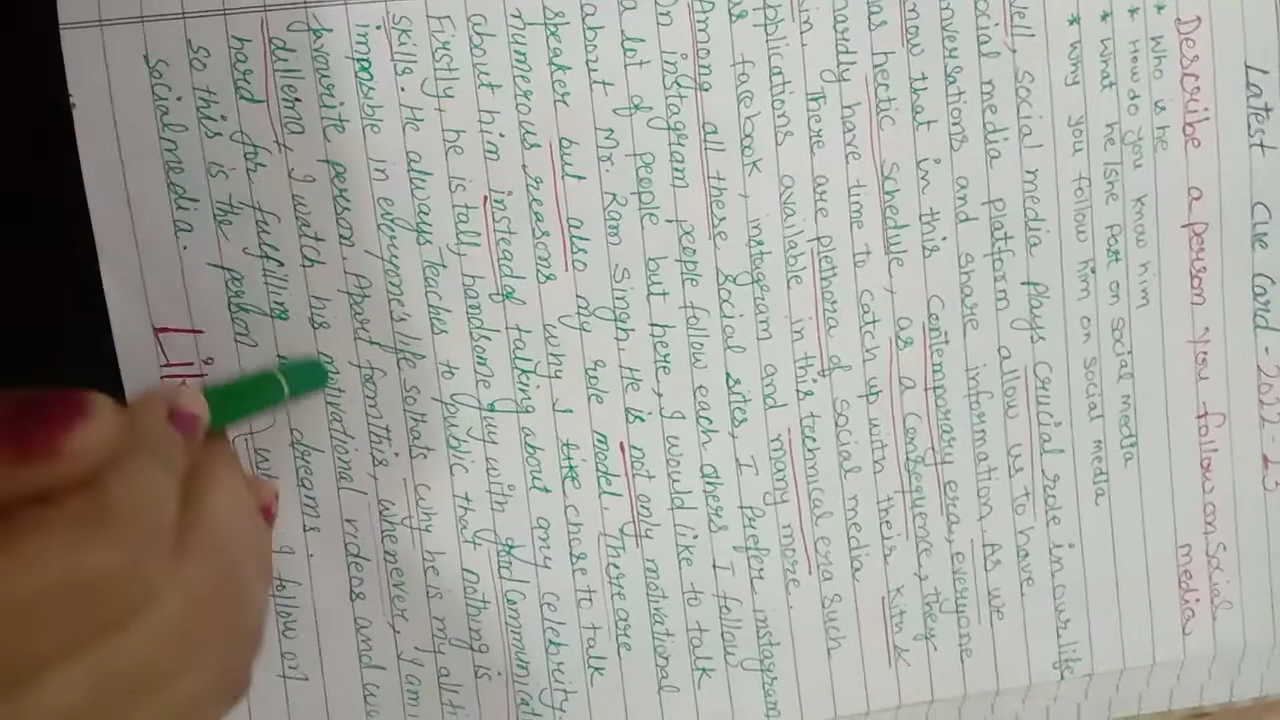 Latest Cue Card - 2022-23
Describe a person you follow on Social
media
* Who is he
* How do you know him
* What he /she Post on social media
* Why you follow him on social media
Well, Social media plays crucial role in our life
social media platform allow us to have
conversations and share information. As we
know that in this Contemporary era, everyone
has hectic schedule, as a consequence, they
hardly have time to catch up with their Kith &
Kin. There are plethora of social media
applications available in this technical era such
as facebook, instagram and many more.
Among all these social sites, I Prefer instagram
On instagram people follow each others I follow
a lot of people but here, I would like to talk
about Mr. Ram Singh, He is not only motivational
speaker but also my role model. There are
numerous reasons why I chose to talk
about him instead of talking about any celebrity.
Firstly, he is tall, handsome guy with good Communicat
skills. He always teaches to public that nothing is
impossible in everyones life sothats why he is my alti
favourite person. Apart from this, whenever, I am
dillema I watch his motivational videos and wo
hard for fulfilling dreams.
So this is the person I follow on
Social media.